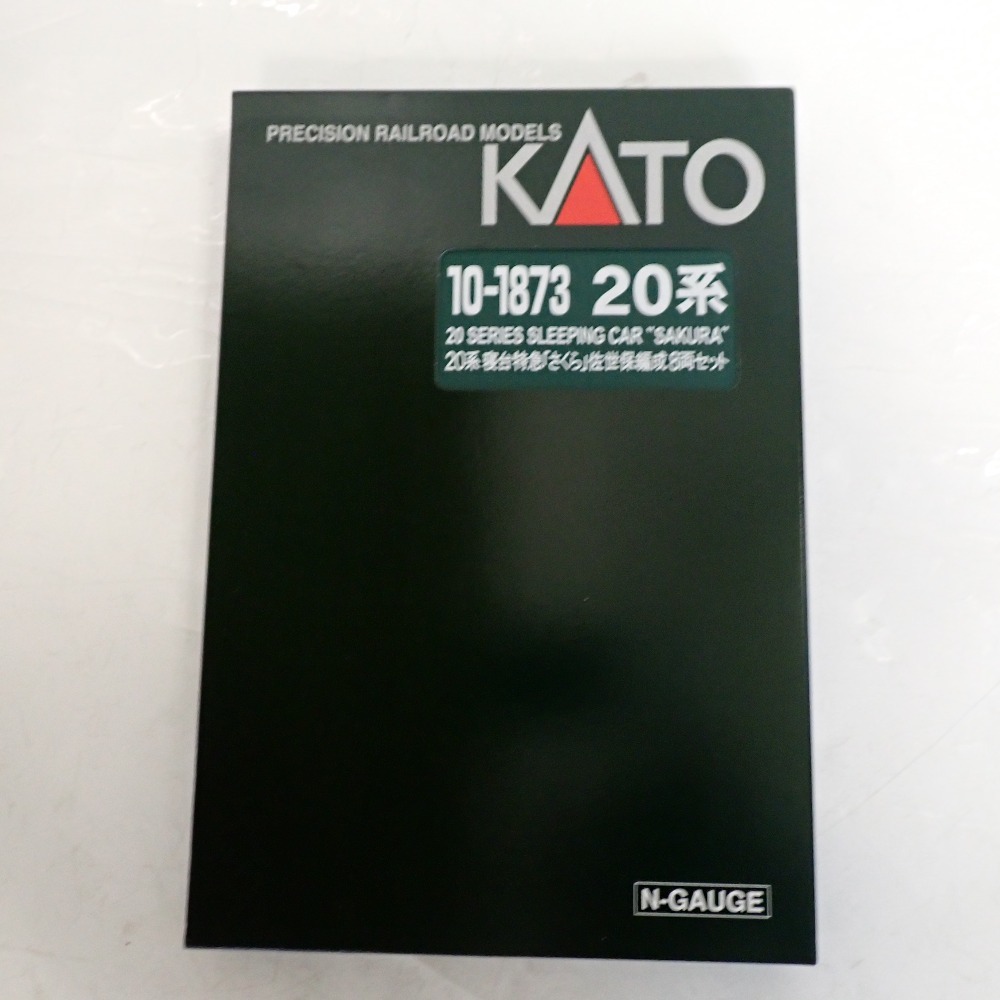 PRECISION RAILROAD MODELS
KATO
10-1873 20系
20 SERIES SLEEPING CAR "SAKURA"
20系 寝台特急「さくら」佐世保編成 8両セット
N-GAUGE